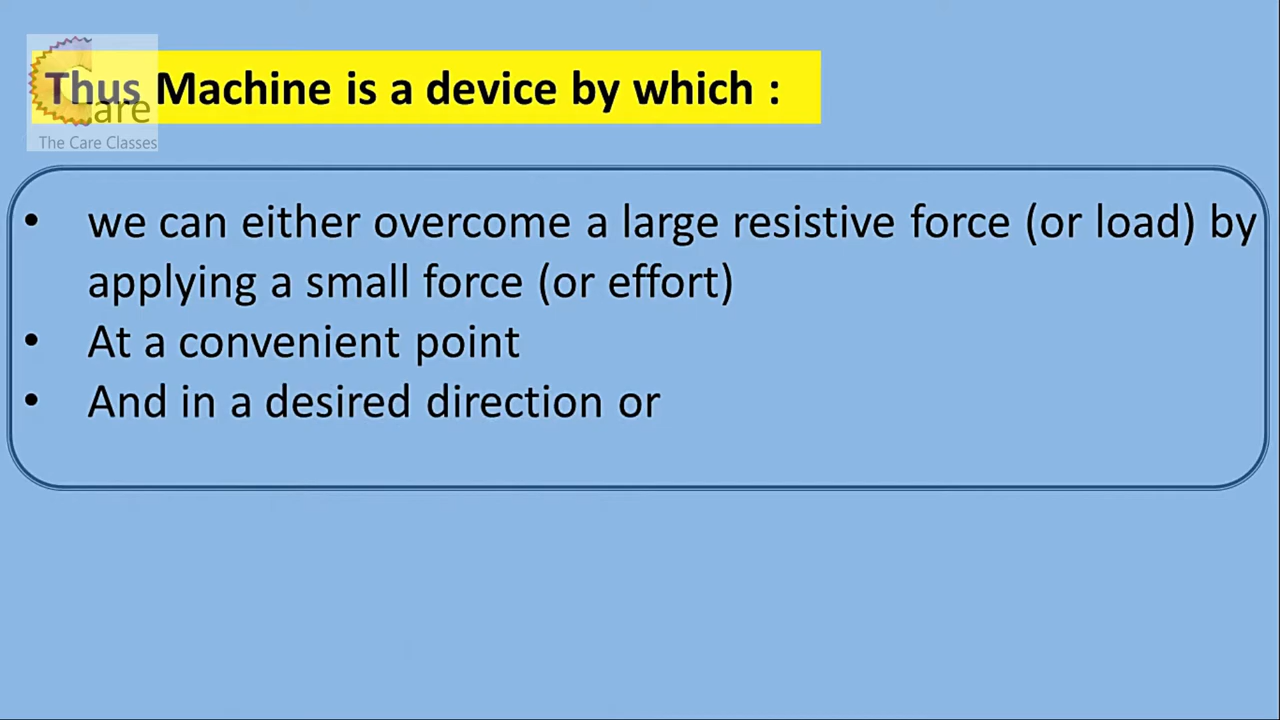 Thus Machine is a device by which :
Care
The Care Classes
• we can either overcome a large resistive force (or load) by
applying a small force (or effort)
• At a convenient point
• And in a desired direction or